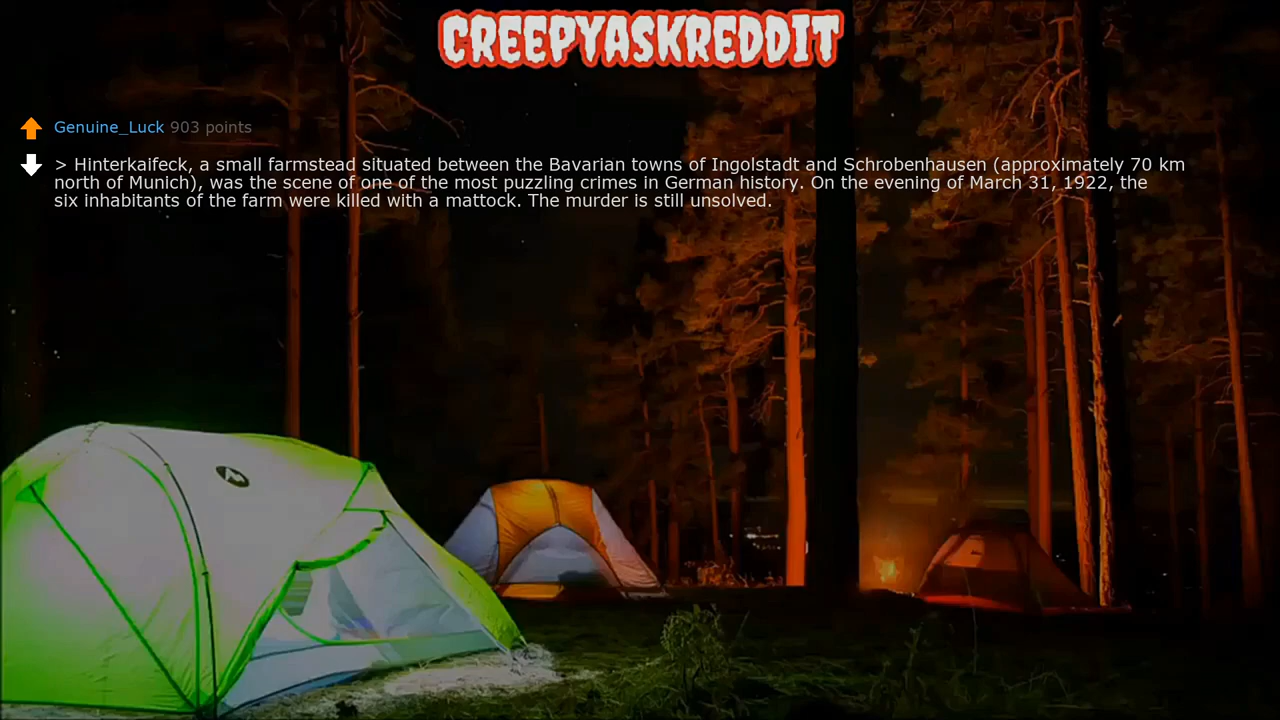 CREEPYASKREDDIT
Genuine_Luck 903 points
> Hinterkaifeck, a small farmstead situated between the Bavarian towns of Ingolstadt and Schrobenhausen (approximately 70 km
north of Munich), was the scene of one of the most puzzling crimes in German history. On the evening of March 31, 1922, the
six inhabitants of the farm were killed with a mattock. The murder is still unsolved.